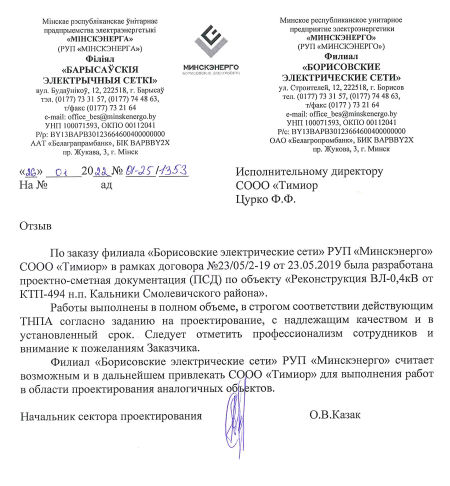 Мінскае рэспубліканскае унітарнае
прадпрыемства электраэнергетыкі
«МІНСКЭНЕРГА»
(РУП «МІНСКЭНЕРГА»)
Філіял
«БАРЫСАЎСКІЯ
ЭЛЕКТРЫЧНЫЯ СЕТКІ»
вул. Будаўнікоў, 12, 222518, г. Барысаў
тэл. (0177) 73 31 57, (0177) 74 48 63,
т/факс (0177) 73 21 64
e-mail: office_bes@minskenergo.by
УНП 100071593, ОКПО 00112041
Р/р: BY13BAPB30123664600400000000
ААТ «Белаграпрамбанк», БІК BAPBBY2X
пр. Жукава, 3, г. Мінск
МИНСКЭНЕРГО
БОРИСОВСКИЕ ЭЛЕКТРОСЕТИ
Минское республиканское унитарное
предприятие электроэнергетики
«МИНСКЭНЕРГО»
(РУП «МИНСКЭНЕРГО»)
Филиал
«БОРИСОВСКИЕ
ЭЛЕКТРИЧЕСКИЕ СЕТИ»
ул. Строителей, 12, 222518, г. Борисов
тел. (0177) 73 31 57, (0177) 74 48 63,
т/факс (0177) 73 21 64
e-mail: office_bes@minskenergo.by
УНП 100071593, ОКПО 00112041
Р/с: BY13BAPB30123664600400000000
ОАО «Белагропромбанк», БИК BAPBBY2X
пр. Жукова, 3, г. Минск
«26» 01 2022 № 01-25/1353
На № ад
Исполнительному директору
СООО «Тимиор
Цурко Ф.Ф.
Отзыв
По заказу филиала «Борисовские электрические сети» РУП «Минскэнерго»
СООО «Тимиор» в рамках договора №23/05/2-19 от 23.05.2019 была разработана
проектно-сметная документация (ПСД) по объекту «Реконструкция ВЛ-0,4кВ от
КТП-494 н.п. Кальники Смолевичского района».
Работы выполнены в полном объеме, в строгом соответствии действующим
ТНПА согласно заданию на проектирование, с надлежащим качеством и в
установленный срок. Следует отметить профессионализм сотрудников и
внимание к пожеланиям Заказчика.
Филиал «Борисовские электрические сети» РУП «Минскэнерго» считает
возможным и в дальнейшем привлекать СООО «Тимиор» для выполнения работ
в области проектирования аналогичных объектов.
Начальник сектора проектирования О.В.Казак